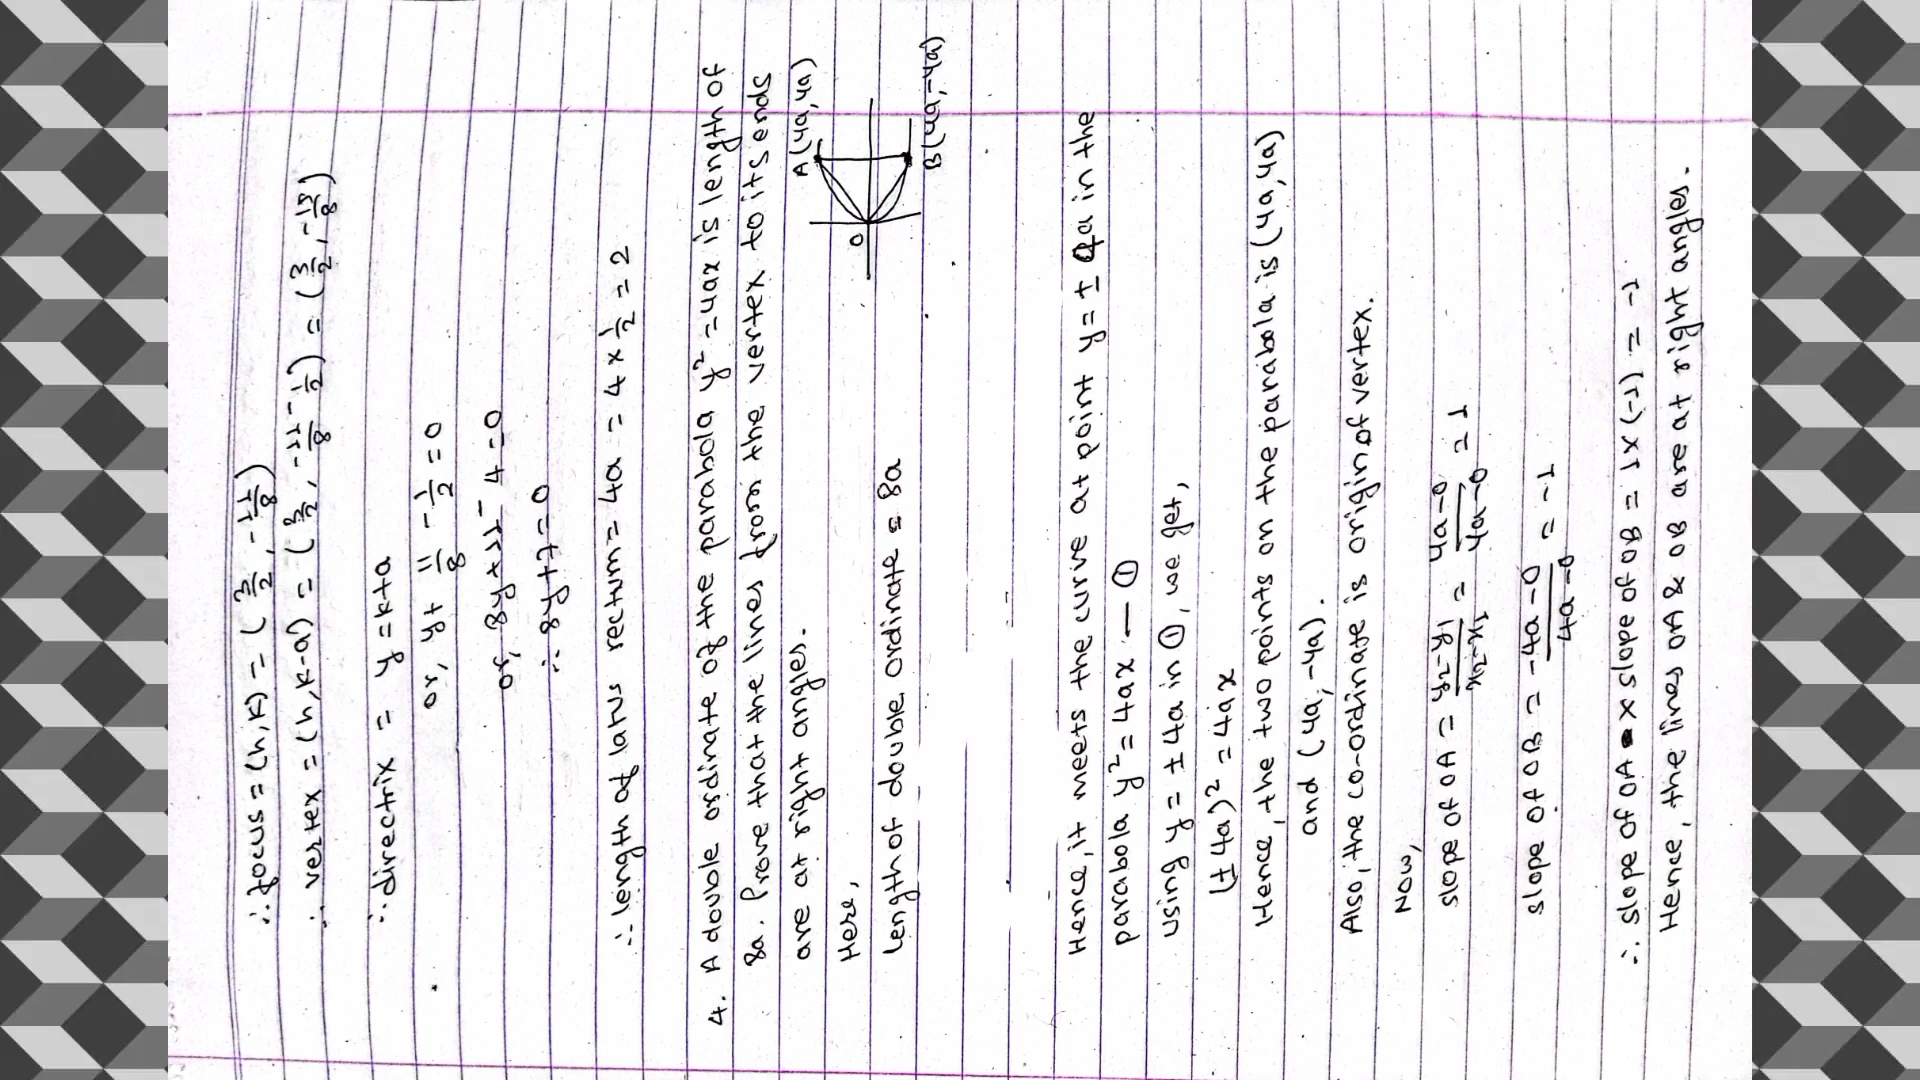 ∴ focus = (h, k) = (3/2, -11/8)
∴ vertex = (h, k-a) = (3/2, -11/8 - 1/2) = (3/2, -15/8)
∴ directrix = y = k+a
or, y + 11/8 - 1/2 = 0
or, 8y + 11 - 4 = 0
∴ 8y + 7 = 0
∴ length of latus rectum = 4a = 4 × 1/2 = 2
4. A double ordinate of the parabola y² = 4ax is length of
8a. Prove that the lines from the vertex to its ends
are at right angles.
Here,
length of double ordinate = 8a
A(4a, 4a)
O
B(4a, -4a)
Hence, it meets the curve at point y = ± 4a in the
parabola y² = 4ax — ①
using y = ± 4a in ①, we get,
(± 4a)² = 4ax
Hence, the two points on the parabola is (4a, 4a)
and (4a, -4a).
Also, the co-ordinate is origin of vertex.
Now,
slope of OA = y₂-y₁/x₂-x₁ = 4a-0/4a-0 = 1
slope of OB = -4a-0/4a-0 = -1
∴ slope of OA × slope of OB = 1×(-1) = -1
Hence, the lines OA & OB are at right angles.